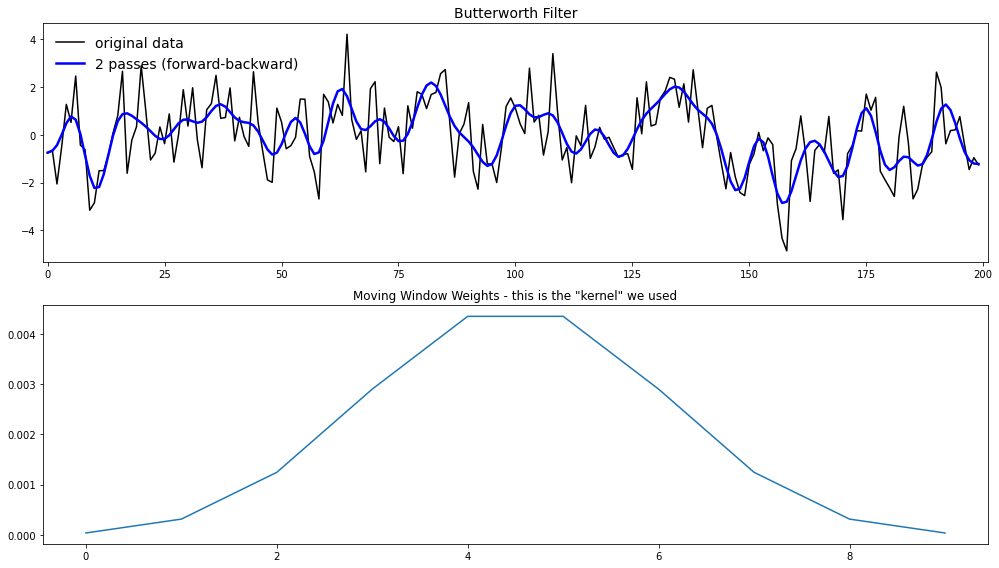 Butterworth Filter
original data
2 passes (forward-backward)
4
2
0
−2
−4
0 25 50 75 100 125 150 175 200
Moving Window Weights - this is the "kernel" we used
0.004
0.003
0.002
0.001
0.000
0 2 4 6 8